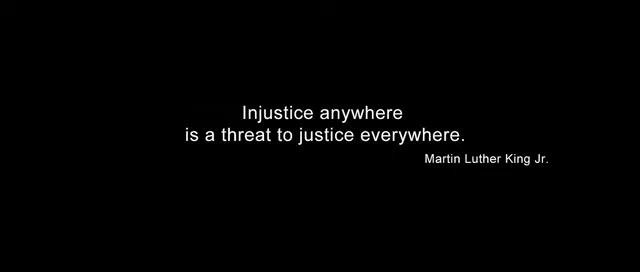 Injustice anywhere
is a threat to justice everywhere.
Martin Luther King Jr.